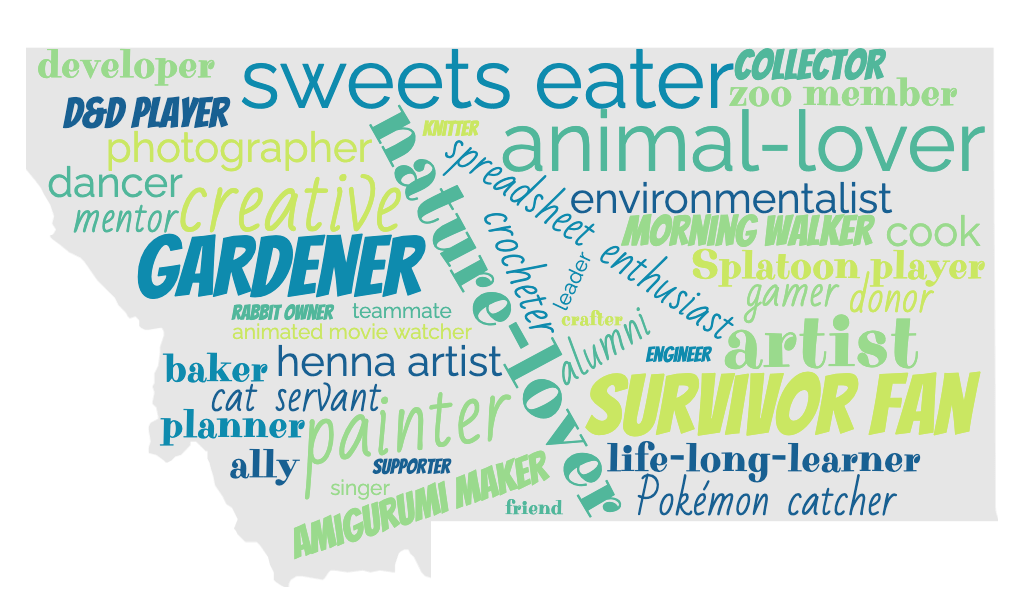 developer
sweets eater
COLLECTOR
zoo member
D&D PLAYER
KNITTER
animal-lover
photographer
nature-lover
spreadsheet enthusiast
dancer
creative
environmentalist
mentor
crocheter
MORNING WALKER
cook
GARDENER
leader
Splatoon player
gamer
donor
RABBIT OWNER
teammate
crafter
alumni
animated movie watcher
artist
ENGINEER
baker
henna artist
cat servant
SURVIVOR FAN
planner
painter
ally
SUPPORTER
life-long-learner
singer
Pokémon catcher
AMIGURUMI MAKER
friend